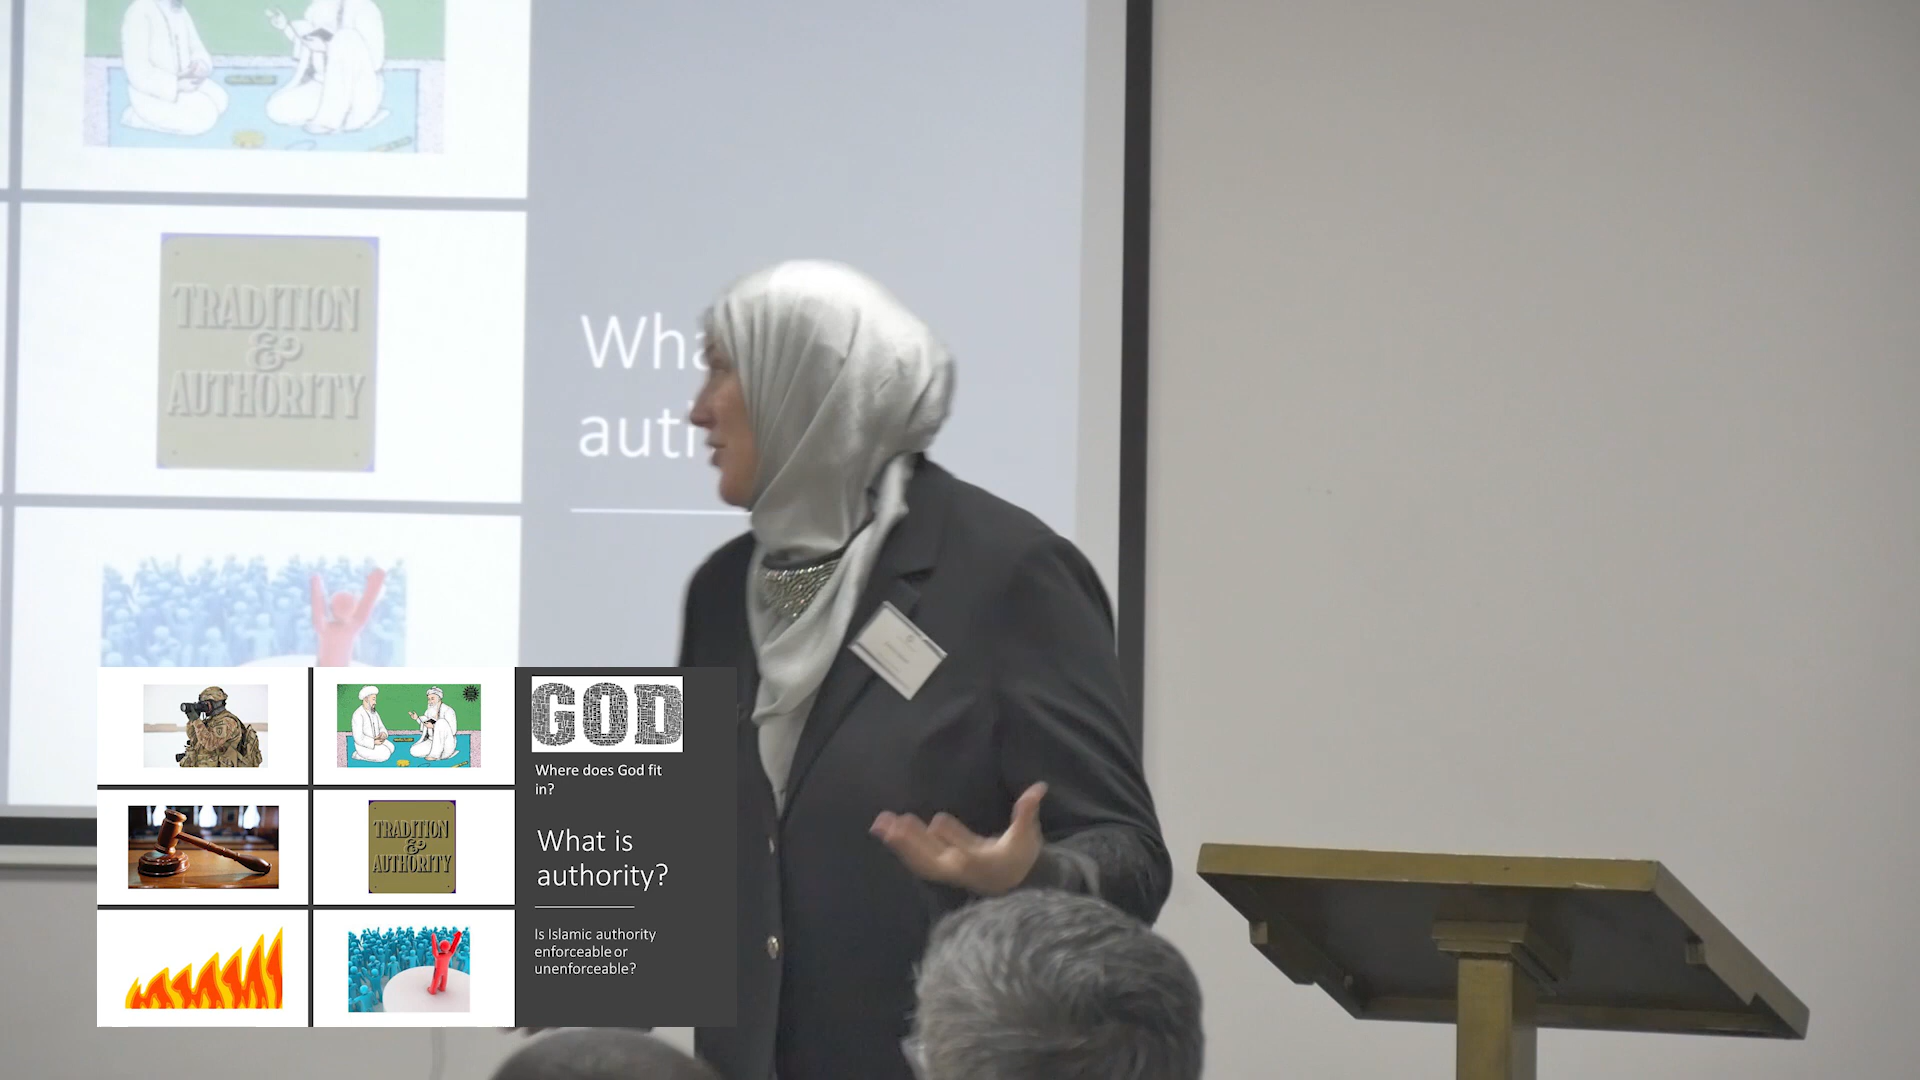 TRADITION
&
AUTHORITY
Wha
auth
GOD
Where does God fit
in?
What is
authority?
Is Islamic authority
enforceable or
unenforceable?
TRADITION
&
AUTHORITY